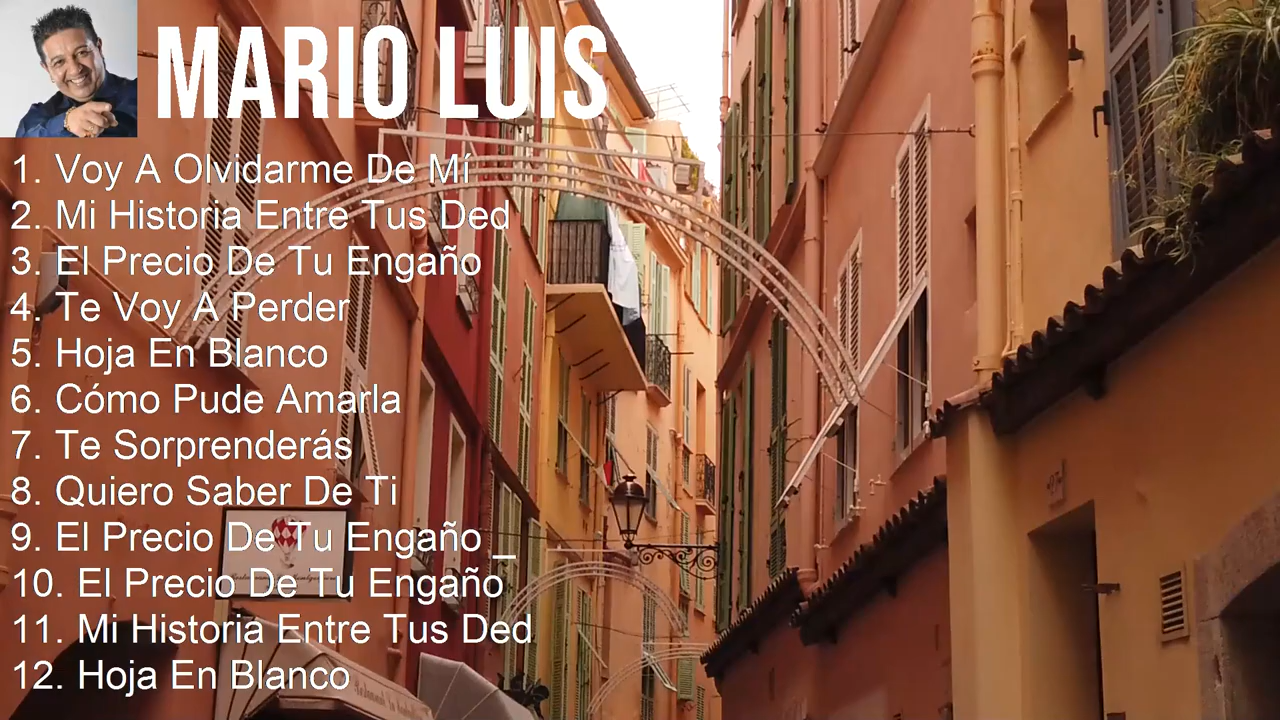 MARIO LUIS
1. Voy A Olvidarme De Mí
2. Mi Historia Entre Tus Ded
3. El Precio De Tu Engaño
4. Te Voy A Perder
5. Hoja En Blanco
6. Cómo Pude Amarla
7. Te Sorprenderás
8. Quiero Saber De Ti
9. El Precio De Tu Engaño _
10. El Precio De Tu Engaño
11. Mi Historia Entre Tus Ded
12. Hoja En Blanco